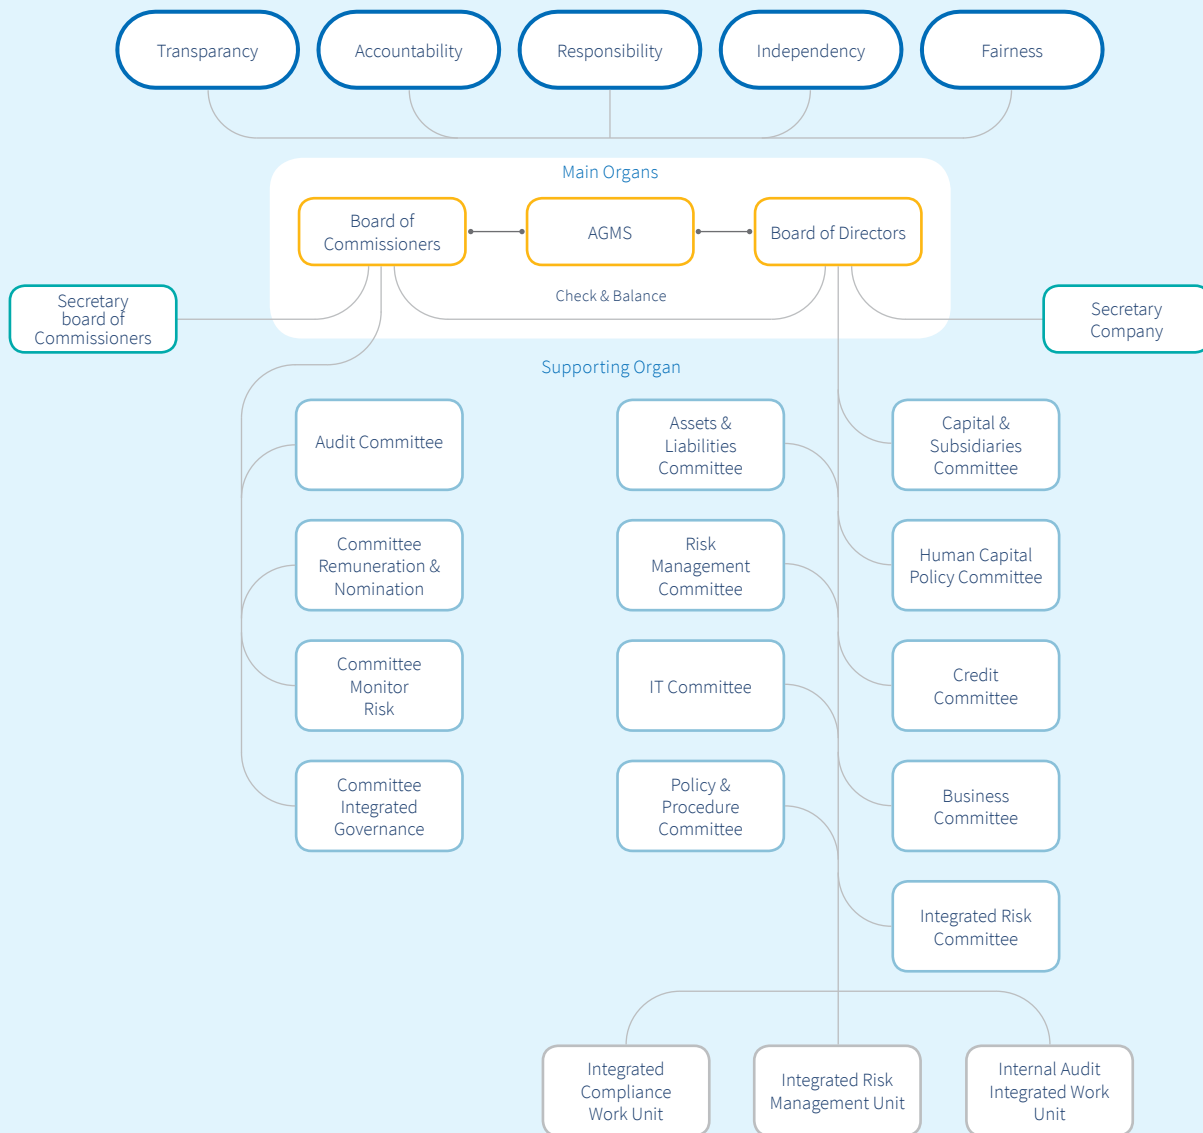 Transparancy
Accountability
Responsibility
Independency
Fairness
Main Organs
Board of
Commissioners
AGMS
Board of Directors
Check & Balance
Secretary
board of
Commissioners
Secretary
Company
Supporting Organ
Audit Committee
Assets &
Liabilities
Committee
Capital &
Subsidiaries
Committee
Committee
Remuneration &
Nomination
Risk
Management
Committee
Human Capital
Policy Committee
Committee
Monitor
Risk
IT Committee
Credit
Committee
Committee
Integrated
Governance
Policy &
Procedure
Committee
Business
Committee
Integrated Risk
Committee
Integrated
Compliance
Work Unit
Integrated Risk
Management Unit
Internal Audit
Integrated Work
Unit